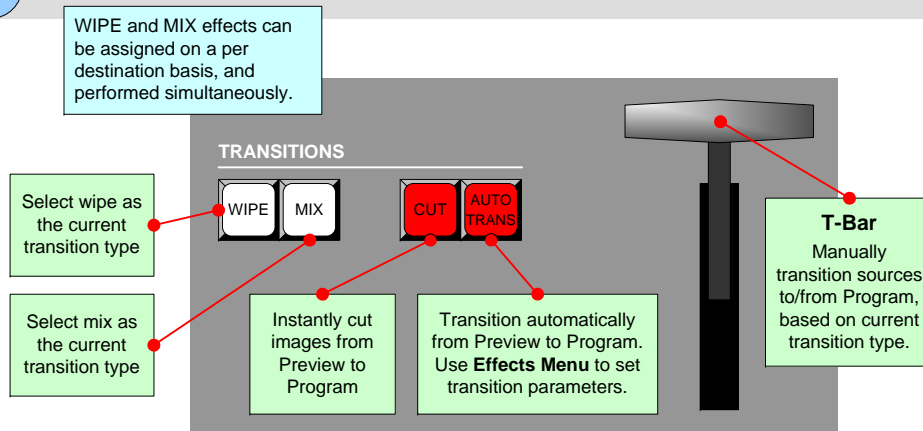 WIPE and MIX effects can
be assigned on a per
destination basis, and
performed simultaneously.
TRANSITIONS
WIPE
MIX
CUT
AUTO
TRANS
Select wipe as
the current
transition type
Select mix as
the current
transition type
Instantly cut
images from
Preview to
Program
Transition automatically
from Preview to Program.
Use Effects Menu to set
transition parameters.
T-Bar
Manually
transition sources
to/from Program,
based on current
transition type.